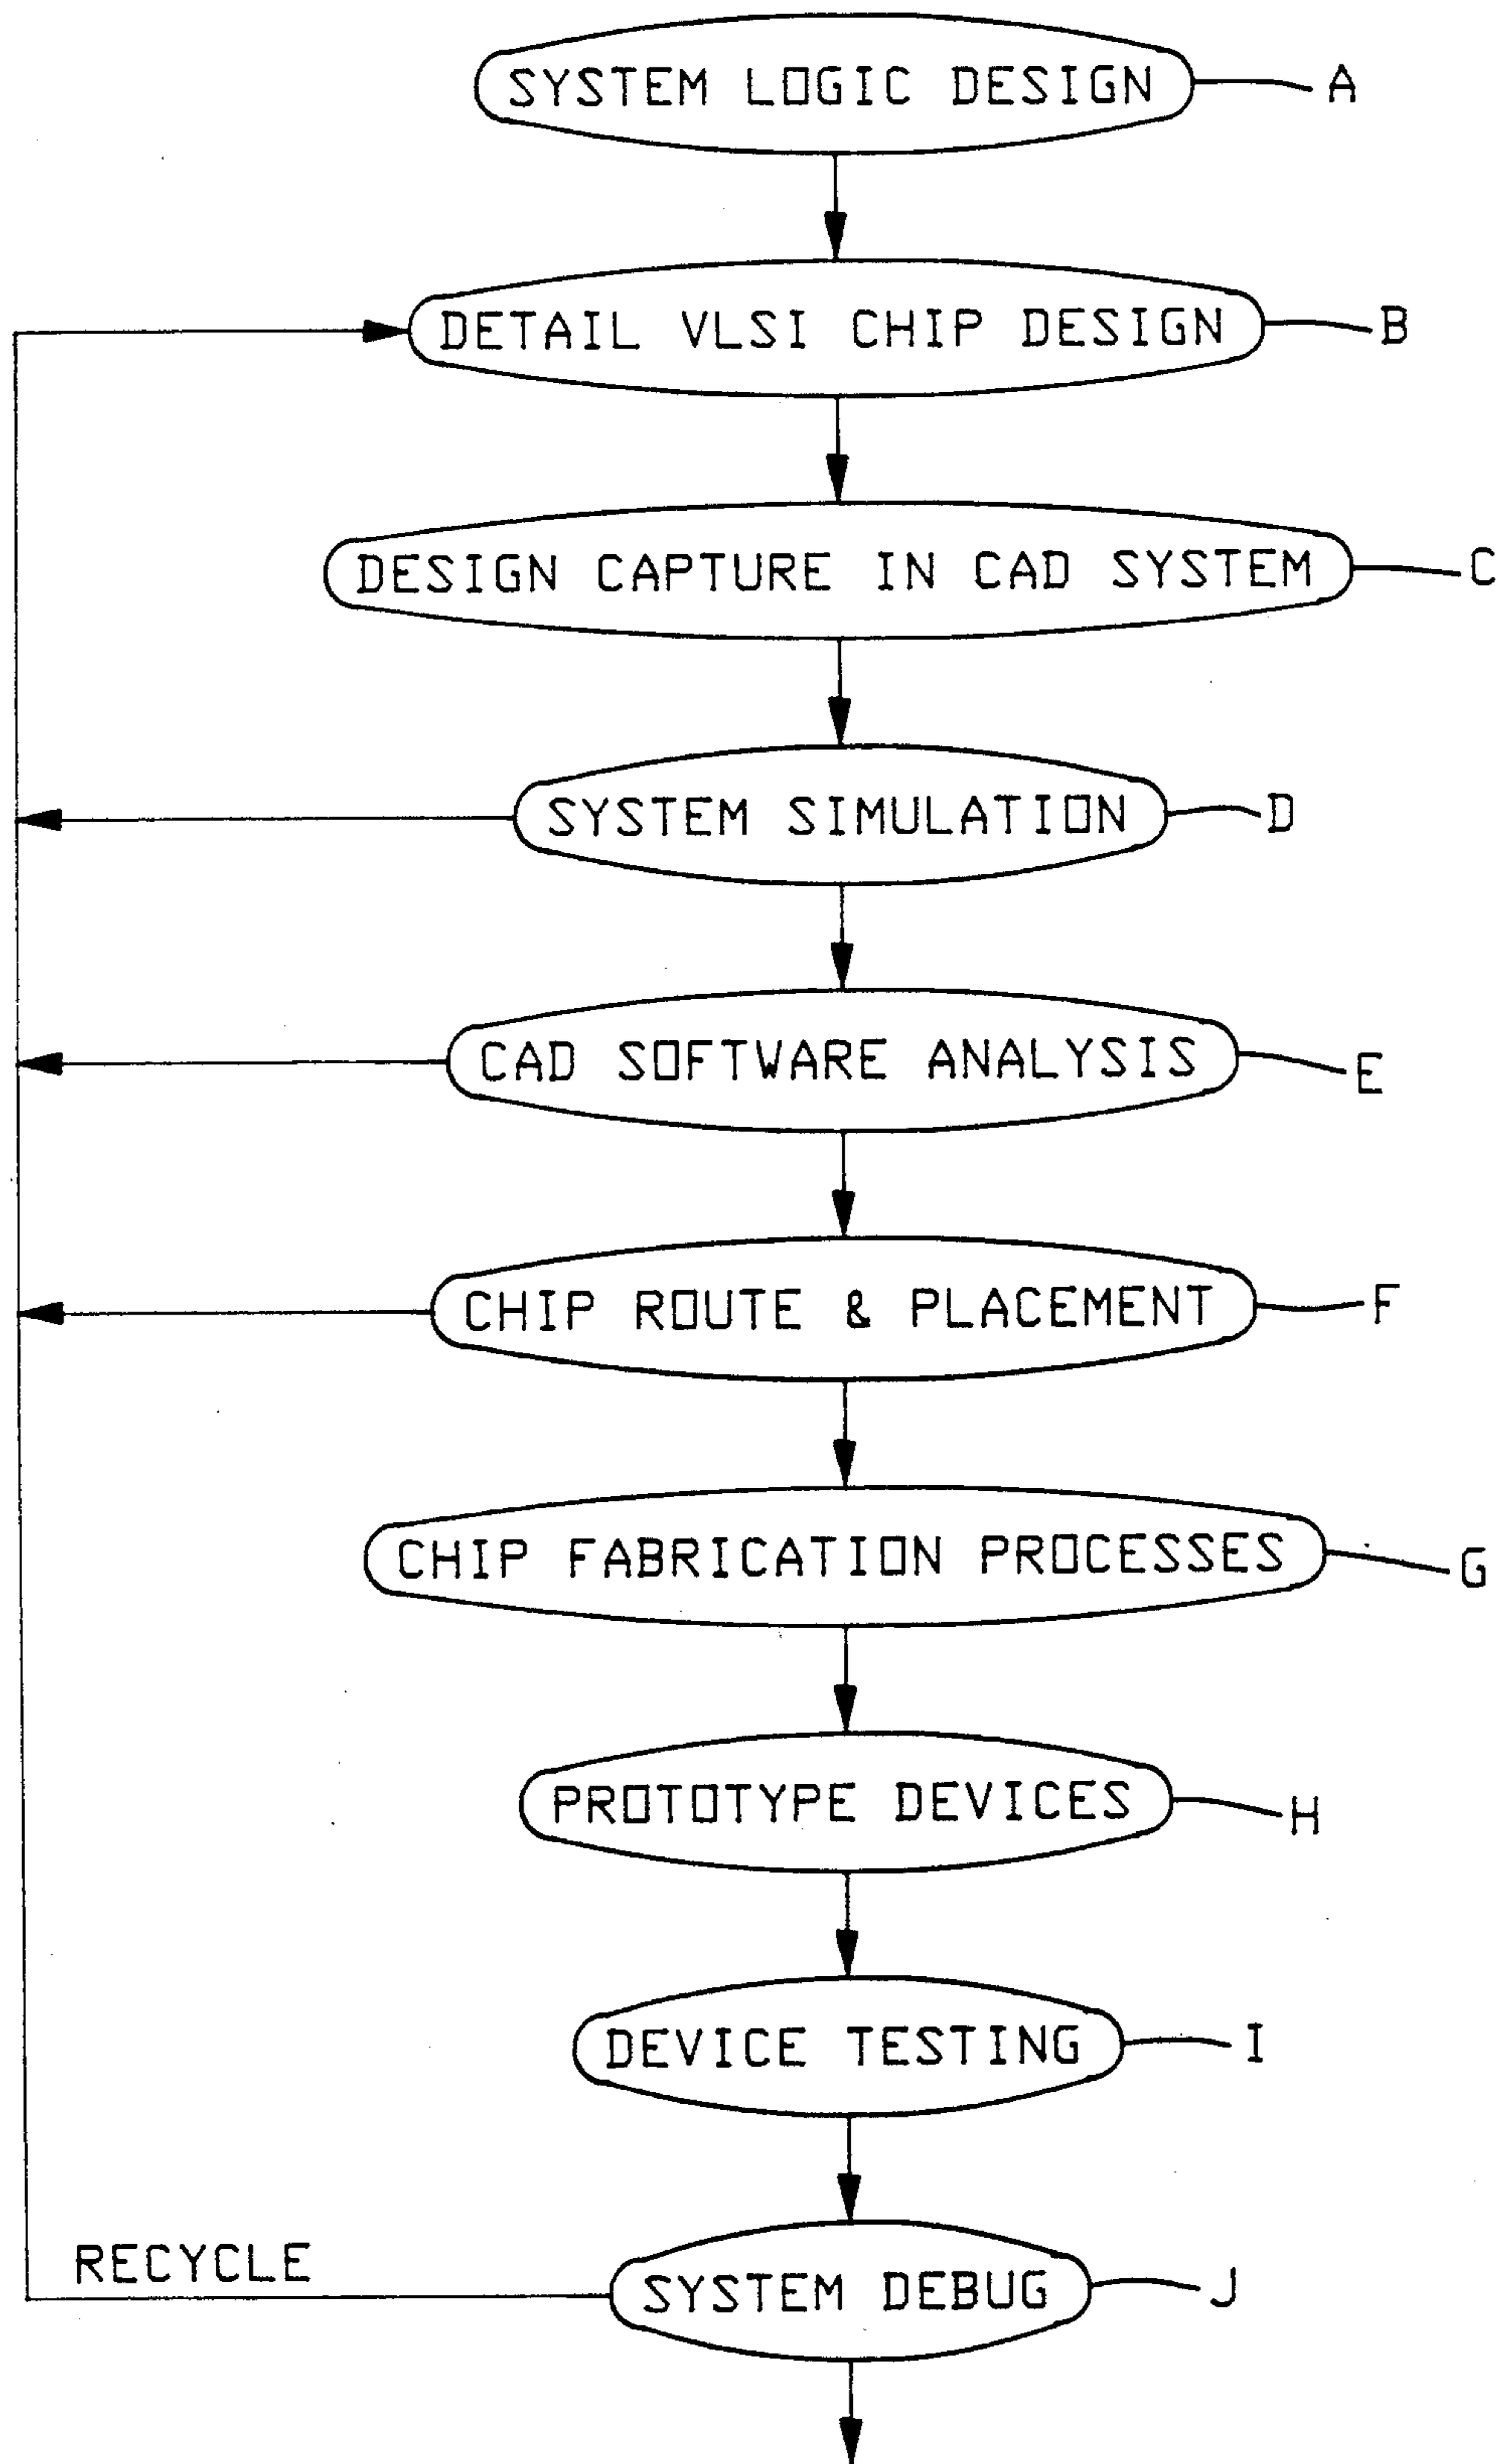 SYSTEM LOGIC DESIGN
A
DETAIL VLSI CHIP DESIGN
B
DESIGN CAPTURE IN CAD SYSTEM
C
SYSTEM SIMULATION
D
CAD SOFTWARE ANALYSIS
E
CHIP ROUTE & PLACEMENT
F
CHIP FABRICATION PROCESSES
G
PROTOTYPE DEVICES
H
DEVICE TESTING
I
RECYCLE
SYSTEM DEBUG
J